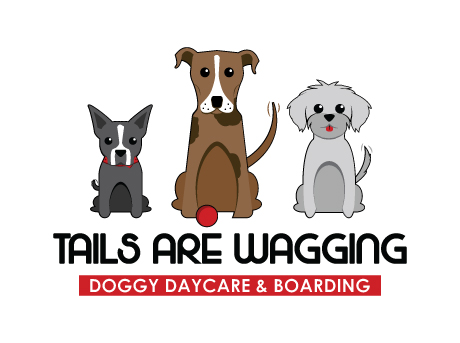 TAILS ARE WAGGING
DOGGY DAYCARE & BOARDING